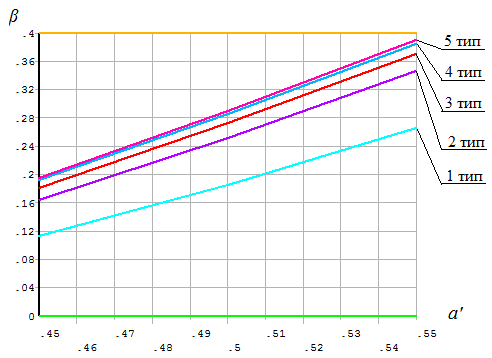 β
.4
.36
.32
.28
.24
.2
.16
.12
.08
.04
0
5 тип
4 тип
3 тип
2 тип
1 тип
α'
.45 .47 .49 .51 .53 .55
.46 .48 .5 .52 .54